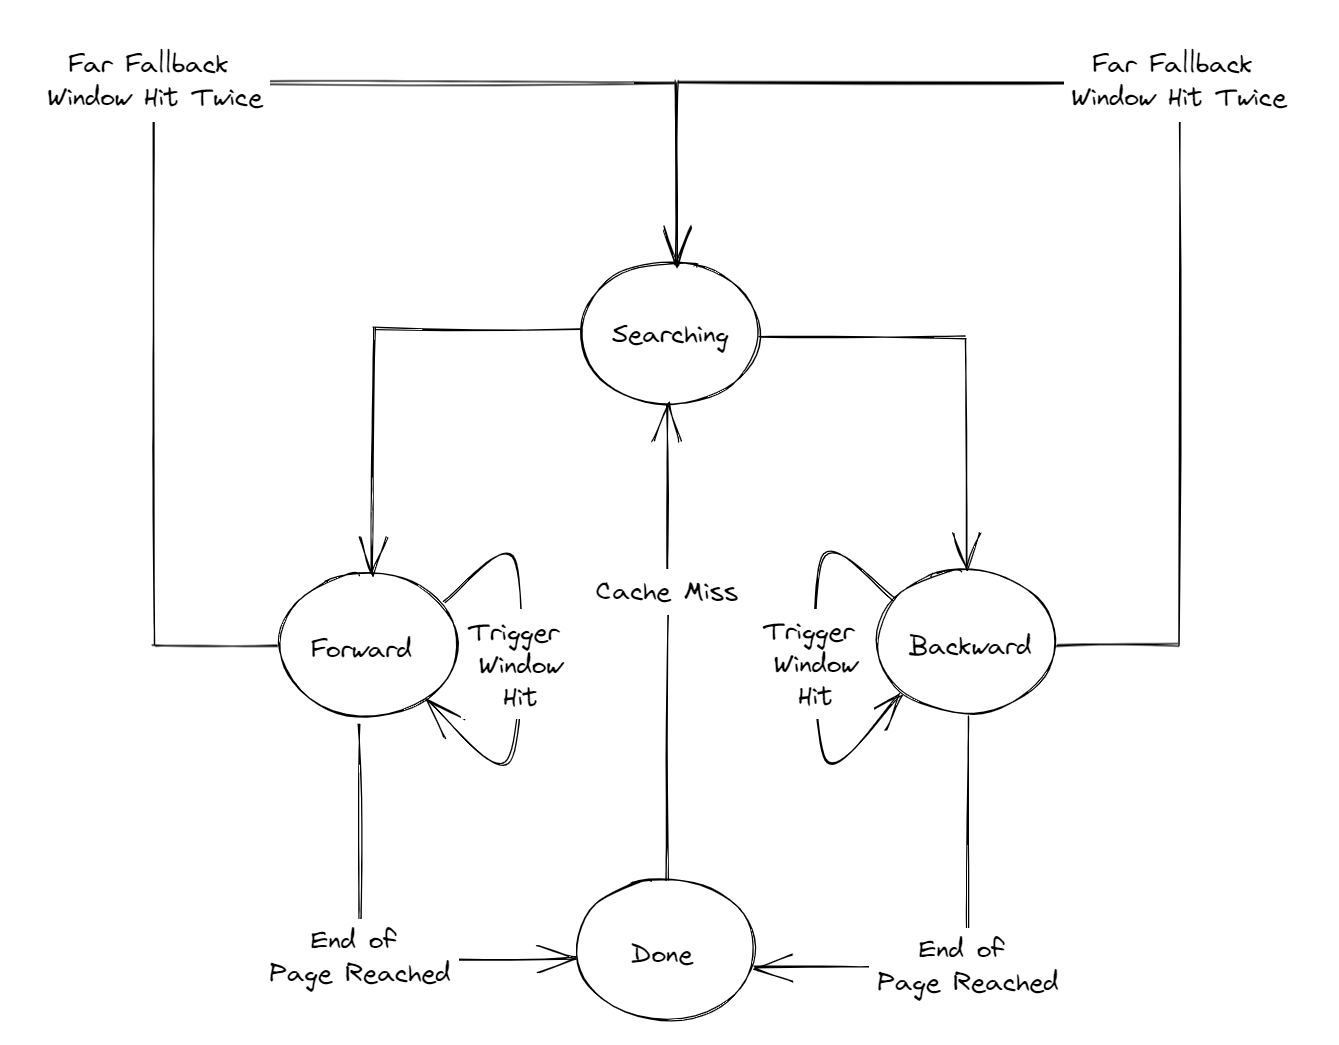 Far Fallback
Window Hit Twice
Far Fallback
Window Hit Twice
Searching
Cache Miss
Forward
Trigger
Window
Hit
Trigger
Window
Hit
Backward
End of
Page Reached
Done
End of
Page Reached